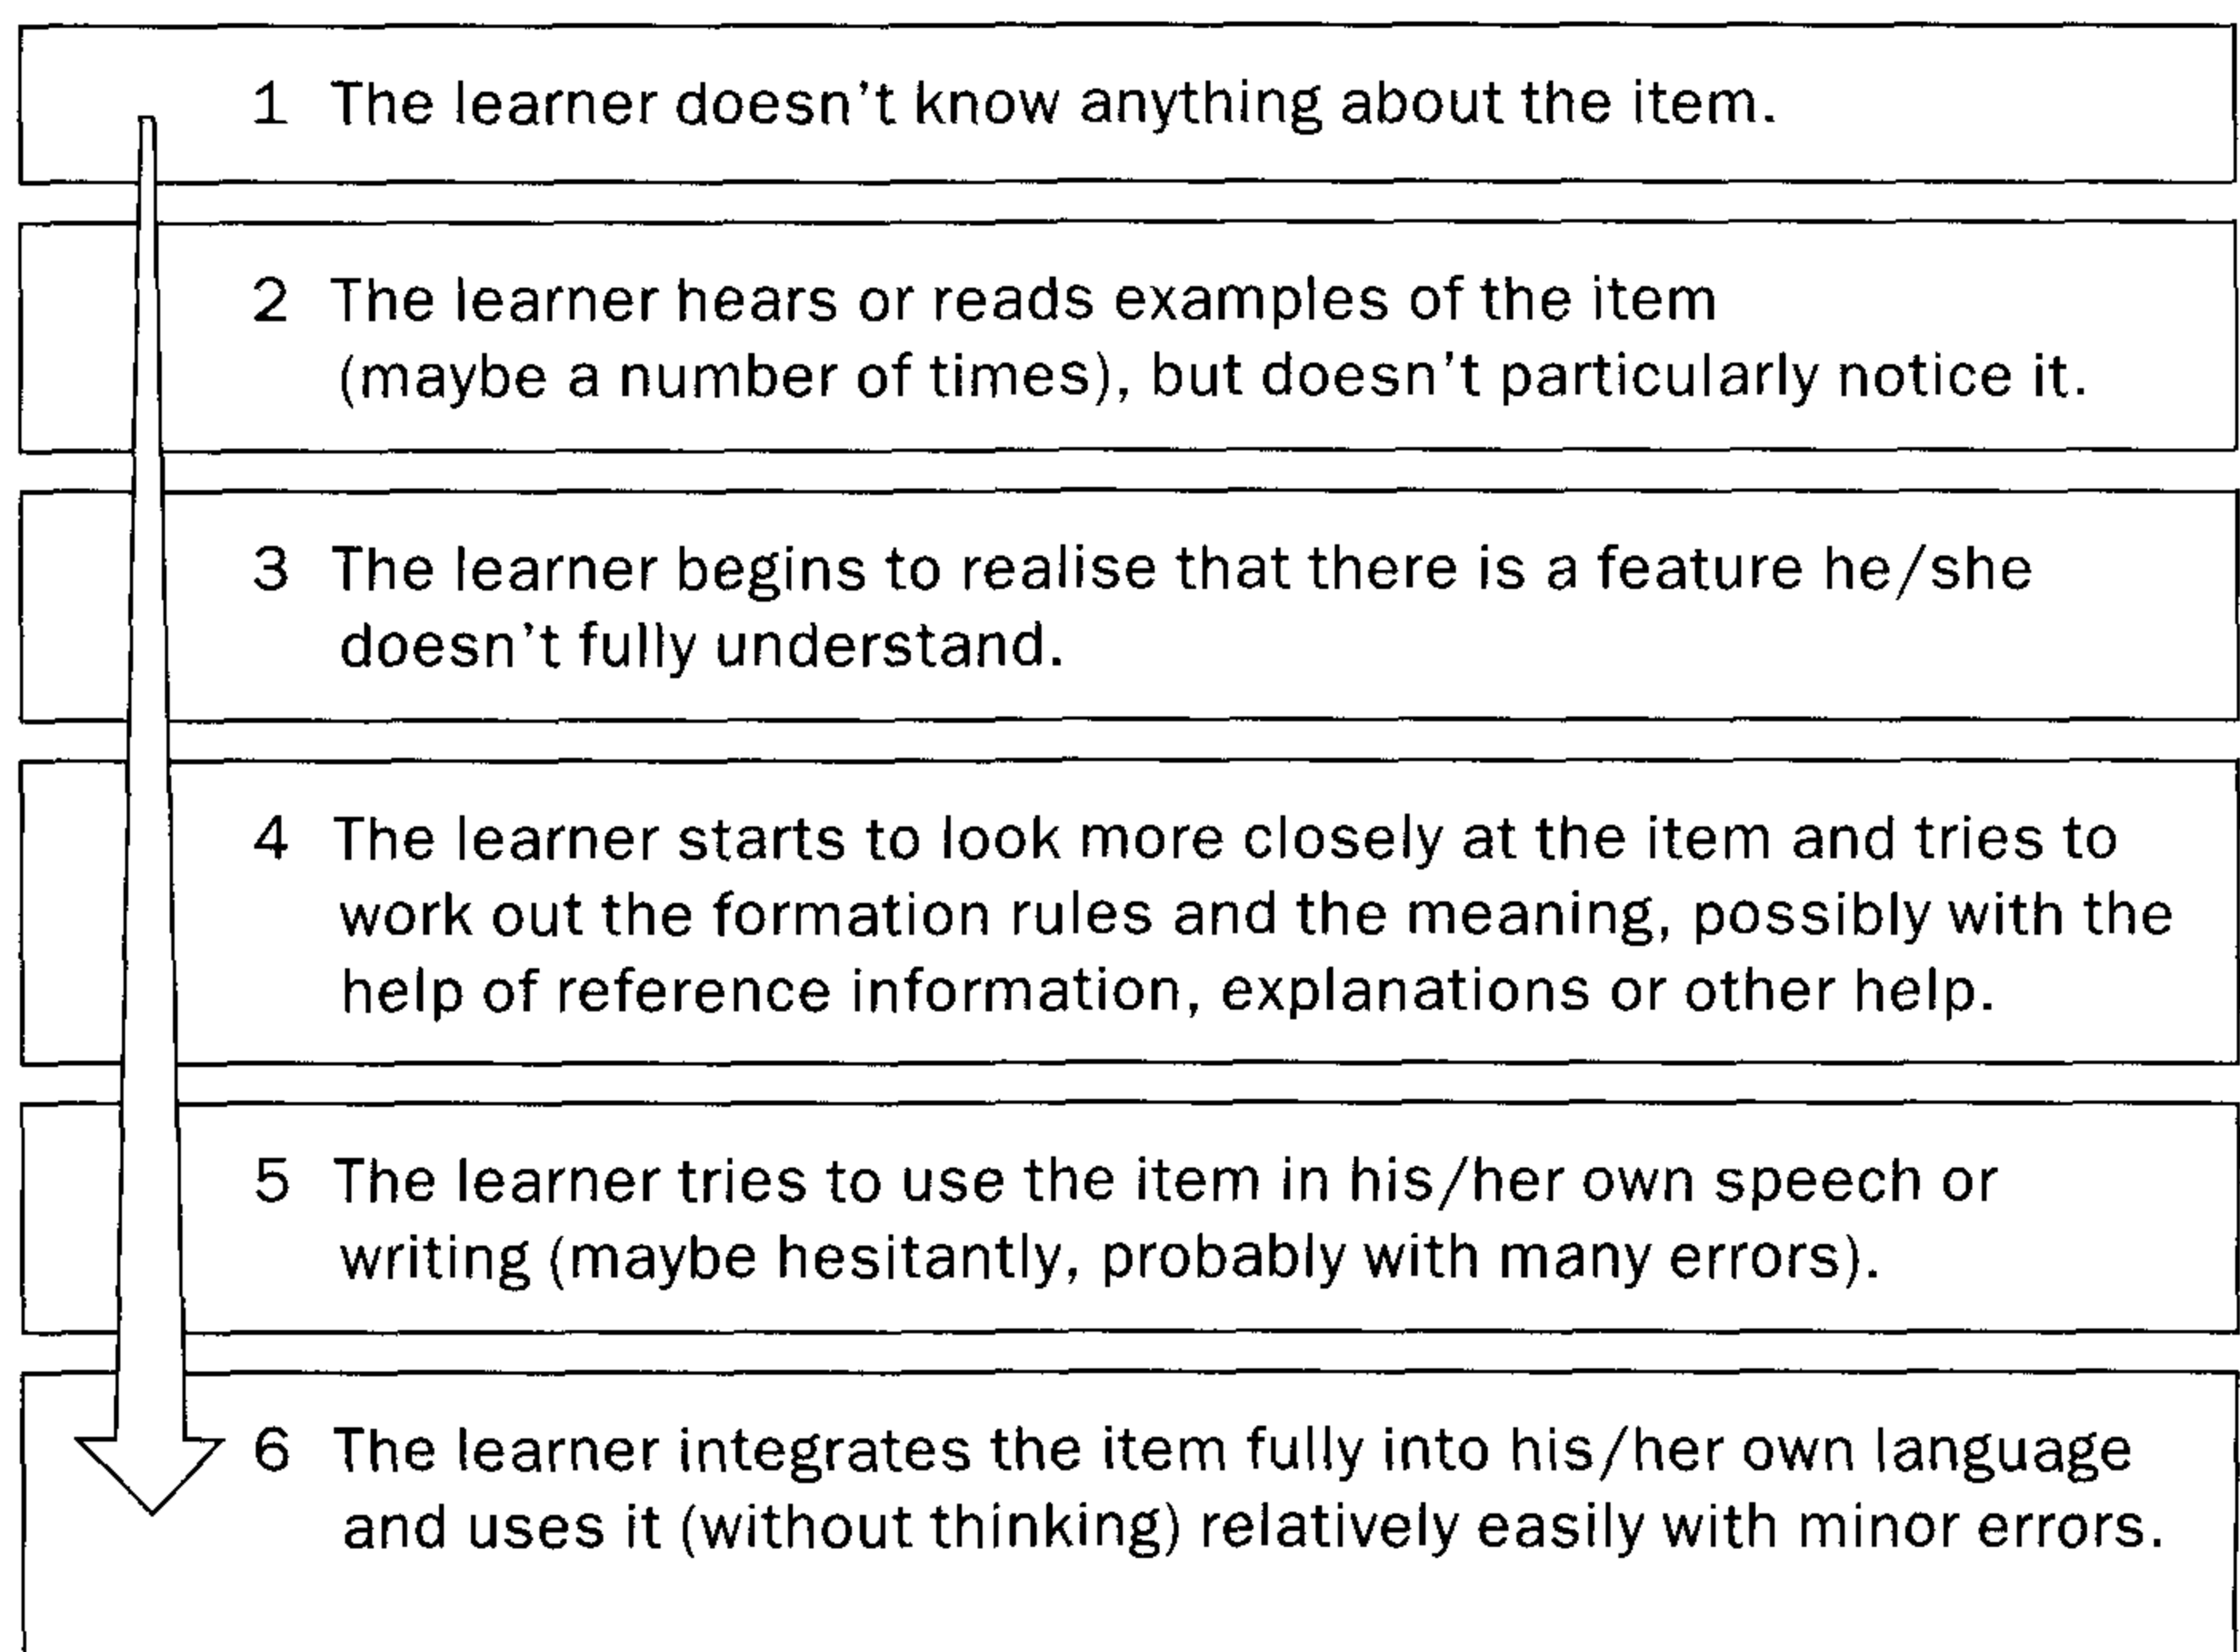 1 The learner doesn't know anything about the item.
2 The learner hears or reads examples of the item
(maybe a number of times), but doesn't particularly notice it.
3 The learner begins to realise that there is a feature he/she
doesn't fully understand.
4 The learner starts to look more closely at the item and tries to
work out the formation rules and the meaning, possibly with the
help of reference information, explanations or other help.
5 The learner tries to use the item in his/her own speech or
writing (maybe hesitantly, probably with many errors).
6 The learner integrates the item fully into his/her own language
and uses it (without thinking) relatively easily with minor errors.